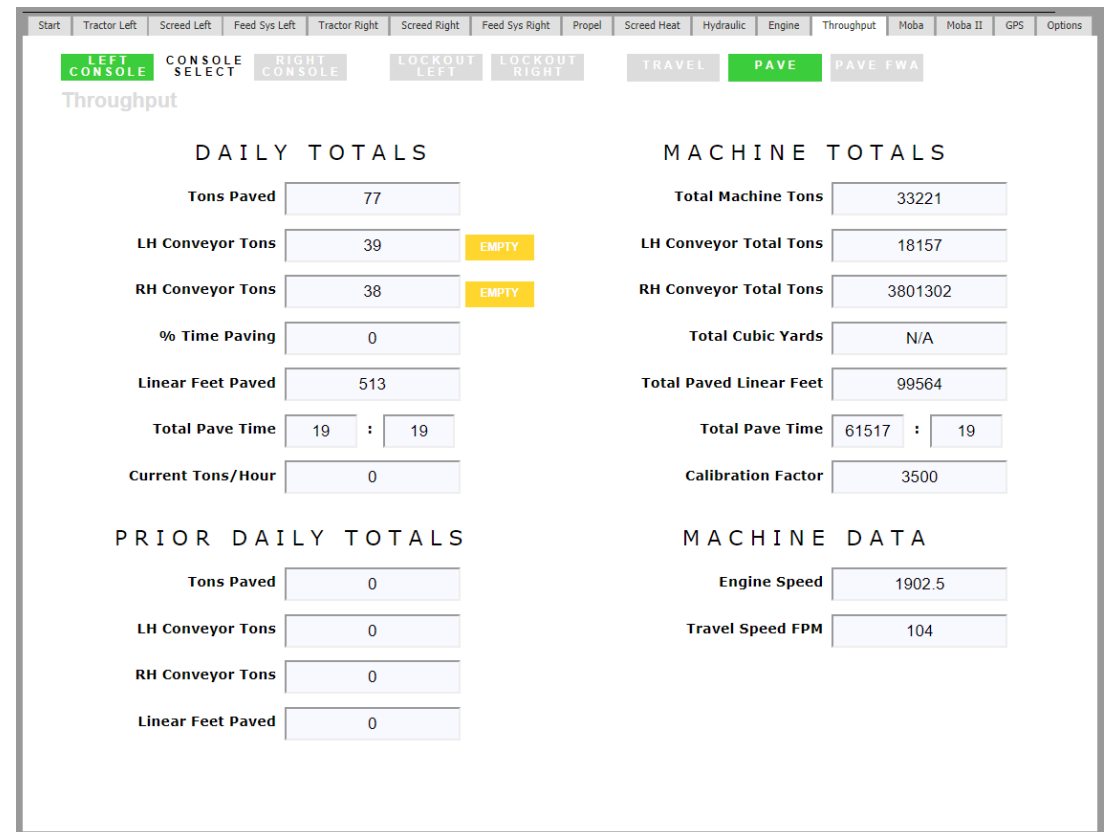 Start Tractor Left Screed Left Feed Sys Left Tractor Right Screed Right Feed Sys Right Propel Screed Heat Hydraulic Engine Throughput Moba Moba II GPS Options
LEFT CONSOLE
CONSOLE SELECT
RIGHT CONSOLE
LOCKOUT LEFT
LOCKOUT RIGHT
TRAVEL
PAVE
PAVE FWA
Throughput
DAILY TOTALS
Tons Paved 77
LH Conveyor Tons 39 EMPTY
RH Conveyor Tons 38 EMPTY
% Time Paving 0
Linear Feet Paved 513
Total Pave Time 19 : 19
Current Tons/Hour 0
MACHINE TOTALS
Total Machine Tons 33221
LH Conveyor Total Tons 18157
RH Conveyor Total Tons 3801302
Total Cubic Yards N/A
Total Paved Linear Feet 99564
Total Pave Time 61517 : 19
Calibration Factor 3500
PRIOR DAILY TOTALS
Tons Paved 0
LH Conveyor Tons 0
RH Conveyor Tons 0
Linear Feet Paved 0
MACHINE DATA
Engine Speed 1902.5
Travel Speed FPM 104